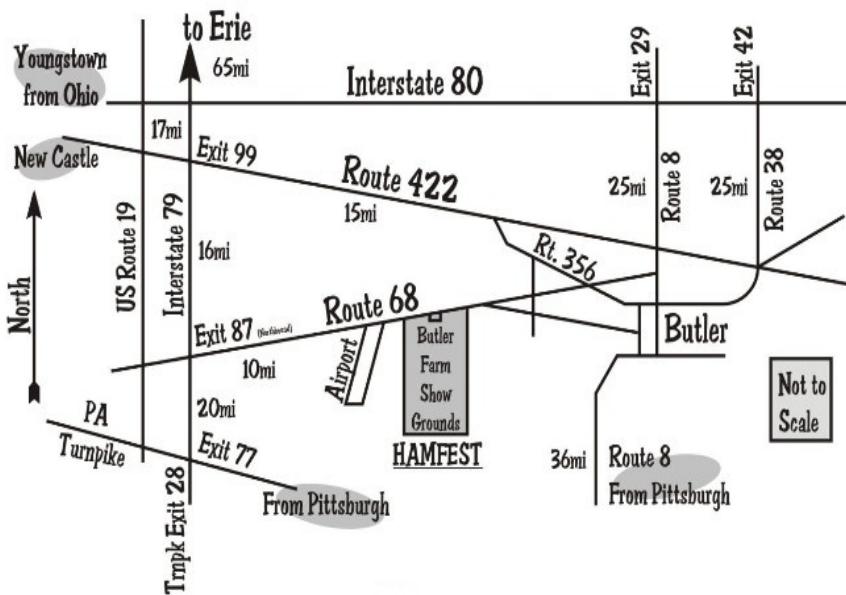 to Erie
65mi
Youngstown
from Ohio
Interstate 80
Exit 29
Exit 42
17mi
New Castle
Exit 99
Route 422
15mi
25mi
Route 8
25mi
Route 38
North
US Route 19
Interstate 79
16mi
Rt. 356
Route 68
Exit 87
10mi
Airport
Butler
Farm
Show
Grounds
HAMFEST
Butler
Not to
Scale
20mi
PA
Turnpike
Exit 77
Trnpk Exit 28
From Pittsburgh
36mi
Route 8
From Pittsburgh